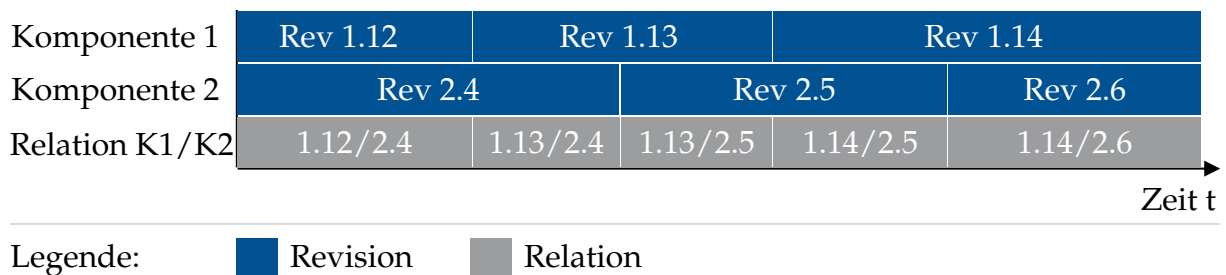 Komponente 1 Rev 1.12 Rev 1.13 Rev 1.14
Komponente 2 Rev 2.4 Rev 2.5 Rev 2.6
Relation K1/K2 1.12/2.4 1.13/2.4 1.13/2.5 1.14/2.5 1.14/2.6
Zeit t
Legende: Revision Relation